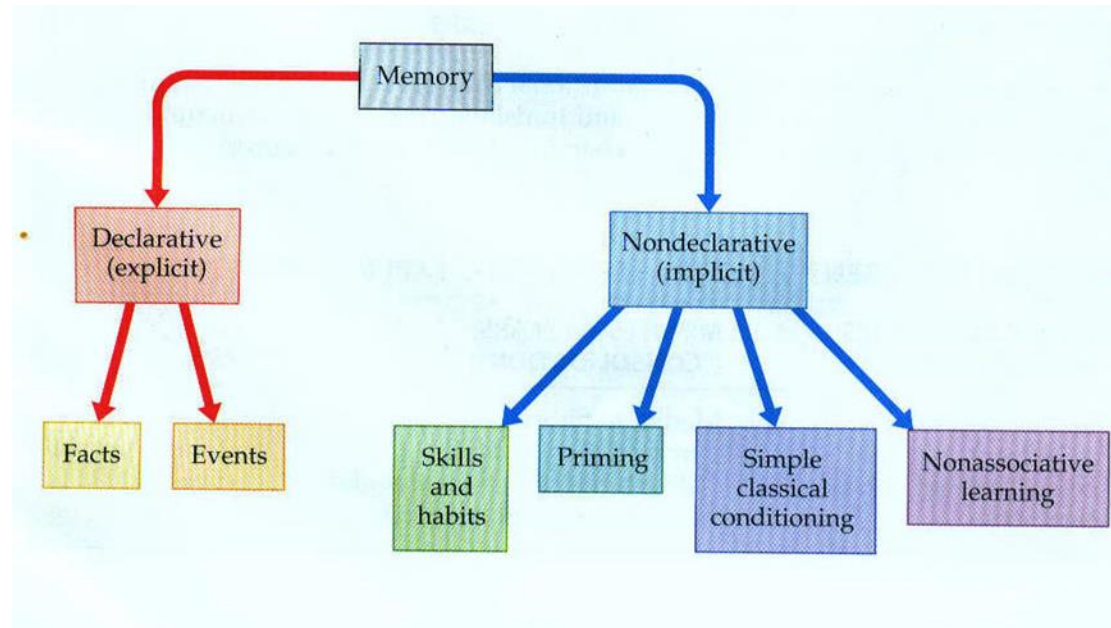 Memory
Declarative
(explicit)
Nondeclarative
(implicit)
Facts
Events
Skills
and
habits
Priming
Simple
classical
conditioning
Nonassociative
learning